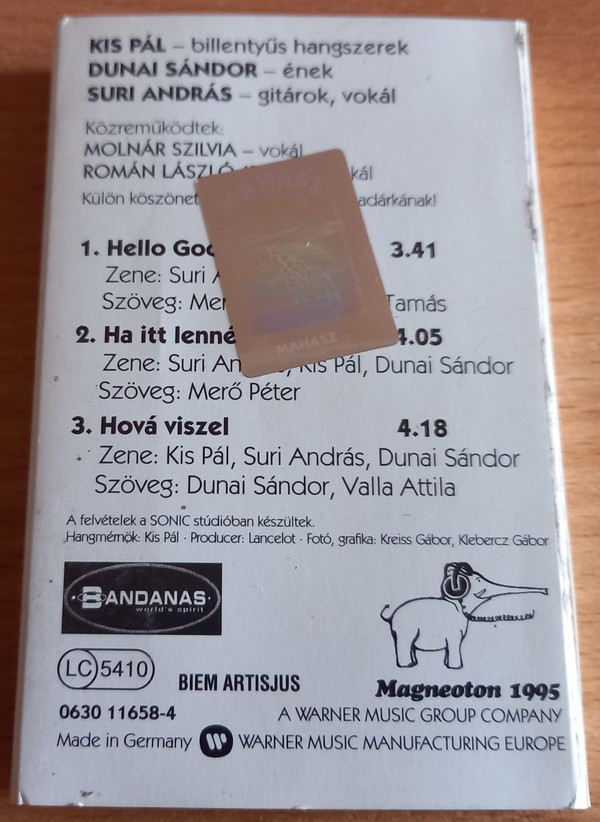 KIS PÁL – billentyűs hangszerek
DUNAI SÁNDOR – ének
SURI ANDRÁS – gitárok, vokál
Közreműködtek:
MOLNÁR SZILVIA – vokál
ROMÁN LÁSZLÓ
Külön köszönet
1. Hello 3.41
Zene: Suri
Szöveg: Tamás
2. Ha itt 4.05
Zene: Suri Kis Pál, Dunai Sándor
Szöveg: Merő Péter
MAHASZ
3. Hová viszel 4.18
Zene: Kis Pál, Suri András, Dunai Sándor
Szöveg: Dunai Sándor, Valla Attila
A felvételek a SONIC stúdióban készültek.
Hangmérnök: Kis Pál · Producer: Lancelot · Fotó, grafika: Kreiss Gábor, Klebercz Gábor
BANDANAS
world's spirit
LC 5410
BIEM ARTISJUS
Magneoton 1995
0630 11658-4 A WARNER MUSIC GROUP COMPANY
Made in Germany WARNER MUSIC MANUFACTURING EUROPE